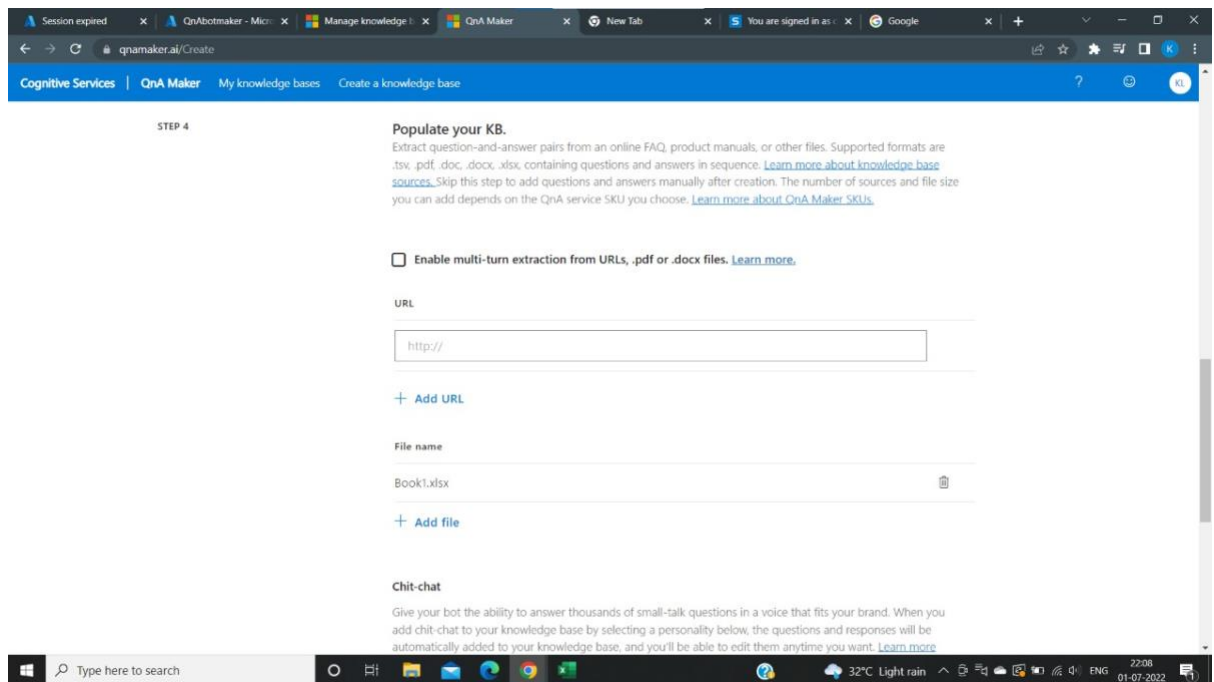 Session expired
QnAbotmaker - Micro
Manage knowledge b
QnA Maker
New Tab
You are signed in as c
Google
qnamaker.ai/Create
Cognitive Services | QnA Maker My knowledge bases Create a knowledge base ? KL
K
STEP 4
Populate your KB.
Extract question-and-answer pairs from an online FAQ, product manuals, or other files. Supported formats are
.tsv, .pdf, .doc, .docx, .xlsx, containing questions and answers in sequence. Learn more about knowledge base
sources. Skip this step to add questions and answers manually after creation. The number of sources and file size
you can add depends on the QnA service SKU you choose. Learn more about QnA Maker SKUs.
Enable multi-turn extraction from URLs, .pdf or .docx files. Learn more.
URL
http://
+ Add URL
File name
Book1.xlsx
+ Add file
Chit-chat
Give your bot the ability to answer thousands of small-talk questions in a voice that fits your brand. When you
add chit-chat to your knowledge base by selecting a personality below, the questions and responses will be
automatically added to your knowledge base, and you'll be able to edit them anytime you want. Learn more
Type here to search
32°C Light rain
ENG
22:08
01-07-2022